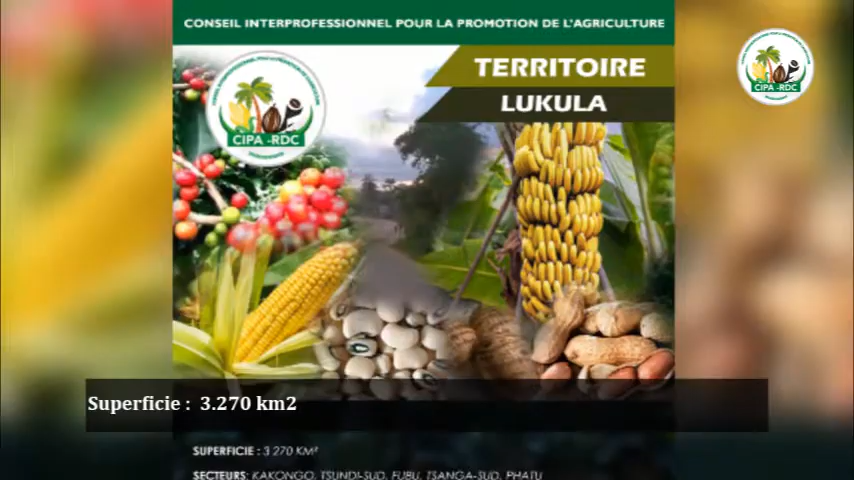 CONSEIL INTERPROFESSIONNEL POUR LA PROMOTION DE L'AGRICULTURE
TERRITOIRE
LUKULA
CIPA -RDC
CIPA -RDC
Superficie : 3.270 km2
SUPERFICIE : 3 270 KM²
SECTEURS: KAKONGO, TSUNDI-SUD, FUBU, TSANGA-SUD, PHATU